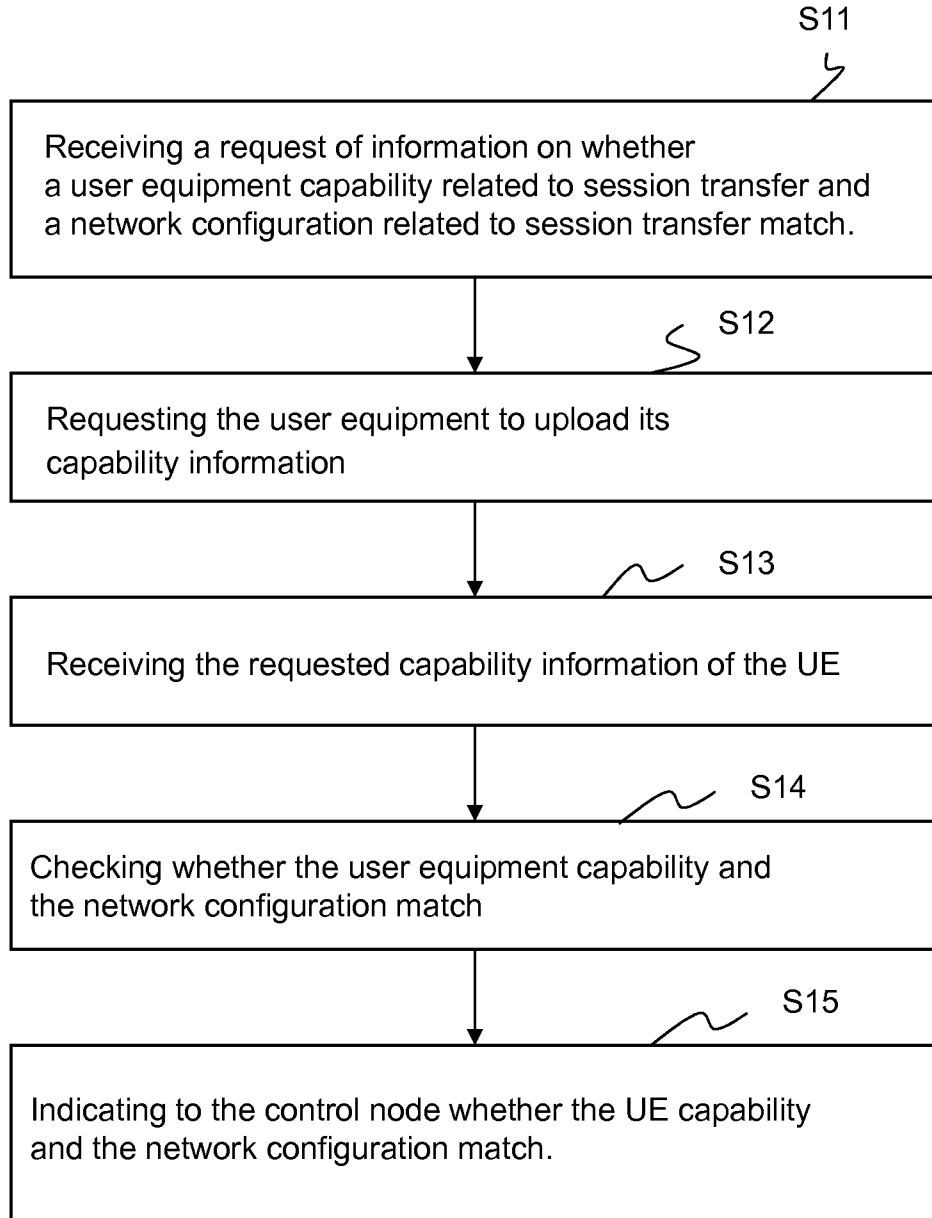 S11
Receiving a request of information on whether
a user equipment capability related to session transfer and
a network configuration related to session transfer match.
S12
Requesting the user equipment to upload its
capability information
S13
Receiving the requested capability information of the UE
S14
Checking whether the user equipment capability and
the network configuration match
S15
Indicating to the control node whether the UE capability
and the network configuration match.